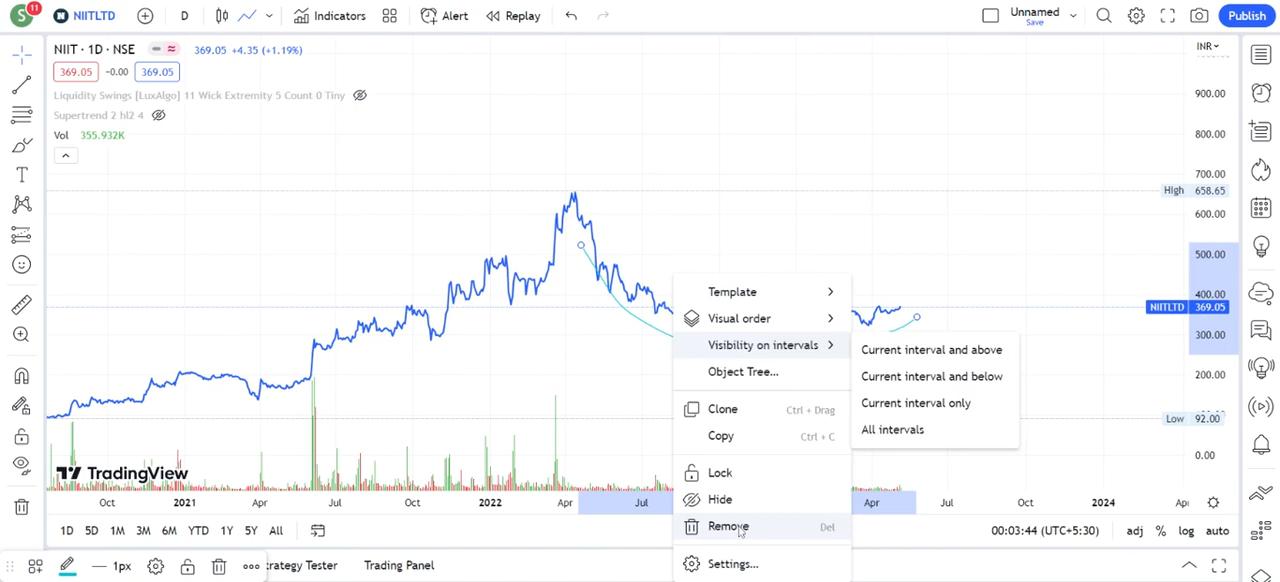 S 11 N NIITLTD D Indicators Alert Replay Unnamed Save Publish
NIIT · 1D · NSE 369.05 +4.35 (+1.19%) INR
369.05 -0.00 369.05
Liquidity Swings [LuxAlgo] 11 Wick Extremity 5 Count 0 Tiny
Supertrend 2 hl2 4
Vol 355.932K
900.00
800.00
700.00
High 658.65
600.00
500.00
400.00
NIITLTD 369.05
300.00
200.00
Low 92.00
0.00
Template
Visual order
Visibility on intervals
Object Tree...
Clone Ctrl + Drag
Copy Ctrl + C
Lock
Hide
Remove Del
Settings...
Current interval and above
Current interval and below
Current interval only
All intervals
TradingView
Oct 2021 Apr Jul Oct 2022 Apr Jul Apr Jul Oct 2024
1D 5D 1M 3M 6M YTD 1Y 5Y All 00:03:44 (UTC+5:30) adj % log auto
1px trategy Tester Trading Panel